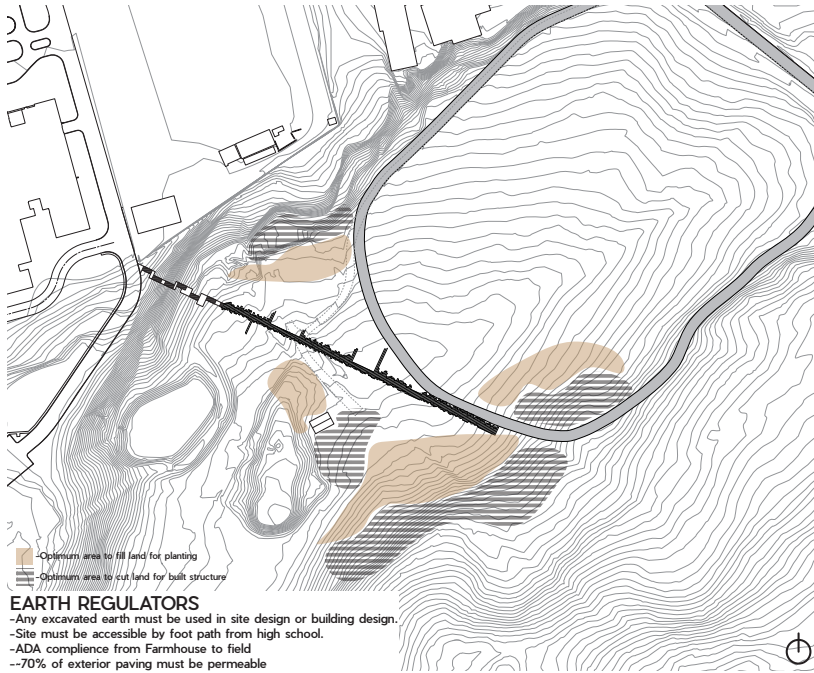 -Optimum area to fill land for planting
-Optimum area to cut land for built structure
EARTH REGULATORS
-Any excavated earth must be used in site design or building design.
-Site must be accessible by foot path from high school.
-ADA complience from Farmhouse to field
--70% of exterior paving must be permeable